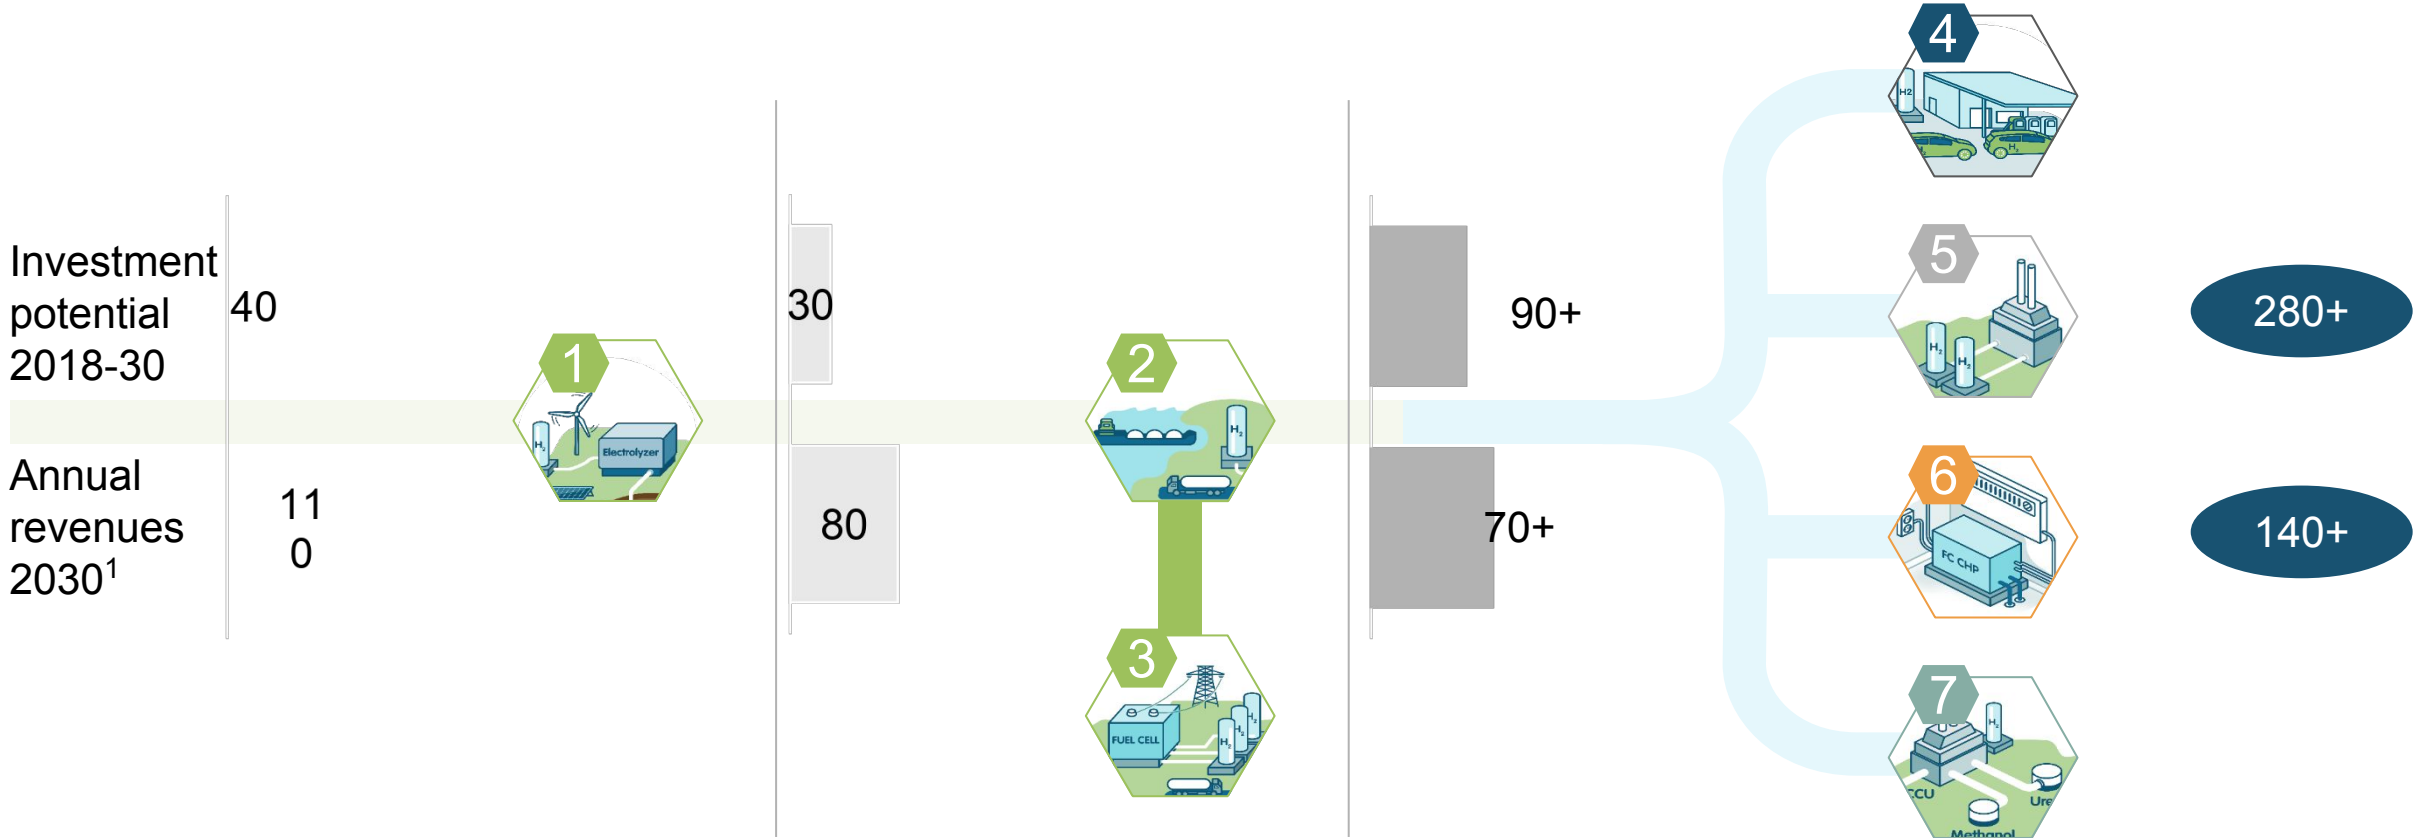 4
H2
H₂
Investment
potential
2018-30
40
30
90+
5
H₂
H₂
280+
1
H₂
Electrolyzer
2
H₂
Annual
revenues
2030¹
11
0
80
70+
6
FC CHP
140+
3
FUEL CELL
H₂
H₂
H₂
7
H₂
CCU
Methanol